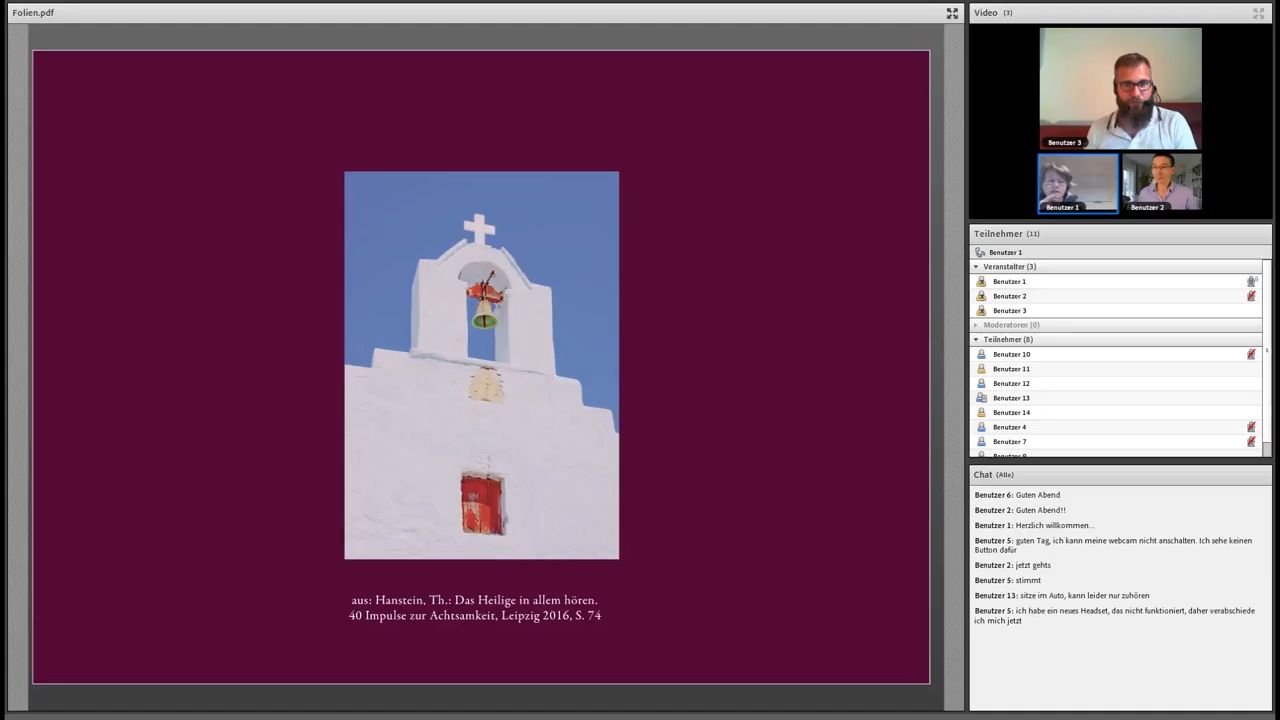 Folien.pdf
aus: Hanstein, Th.: Das Heilige in allem hören.
40 Impulse zur Achtsamkeit, Leipzig 2016, S. 74
Video (3)
Benutzer 3
Benutzer 1
Benutzer 2
Teilnehmer (11)
Benutzer 1
Veranstalter (3)
Benutzer 1
Benutzer 2
Benutzer 3
Moderatoren (0)
Teilnehmer (8)
Benutzer 10
Benutzer 11
Benutzer 12
Benutzer 13
Benutzer 14
Benutzer 4
Benutzer 7
Chat (Alle)
Benutzer 6: Guten Abend
Benutzer 2: Guten Abend!!
Benutzer 1: Herzlich willkommen...
Benutzer 5: guten Tag, ich kann meine webcam nicht anschalten. Ich sehe keinen
Button dafür
Benutzer 2: jetzt gehts
Benutzer 5: stimmt
Benutzer 13: sitze im Auto, kann leider nur zuhören
Benutzer 5: ich habe ein neues Headset, das nicht funktioniert, daher verabschiede
ich mich jetzt